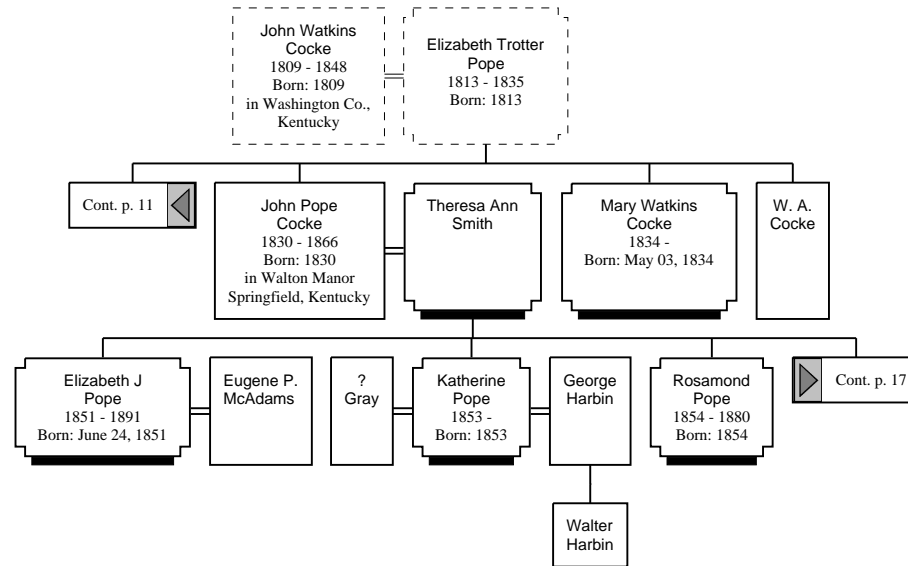 John Watkins
Cocke
1809 - 1848
Born: 1809
in Washington Co.,
Kentucky
Elizabeth Trotter
Pope
1813 - 1835
Born: 1813
Cont. p. 11
John Pope
Cocke
1830 - 1866
Born: 1830
in Walton Manor
Springfield, Kentucky
Theresa Ann
Smith
Mary Watkins
Cocke
1834 -
Born: May 03, 1834
W. A.
Cocke
Elizabeth J
Pope
1851 - 1891
Born: June 24, 1851
Eugene P.
McAdams
?
Gray
Katherine
Pope
1853 -
Born: 1853
George
Harbin
Rosamond
Pope
1854 - 1880
Born: 1854
Cont. p. 17
Walter
Harbin